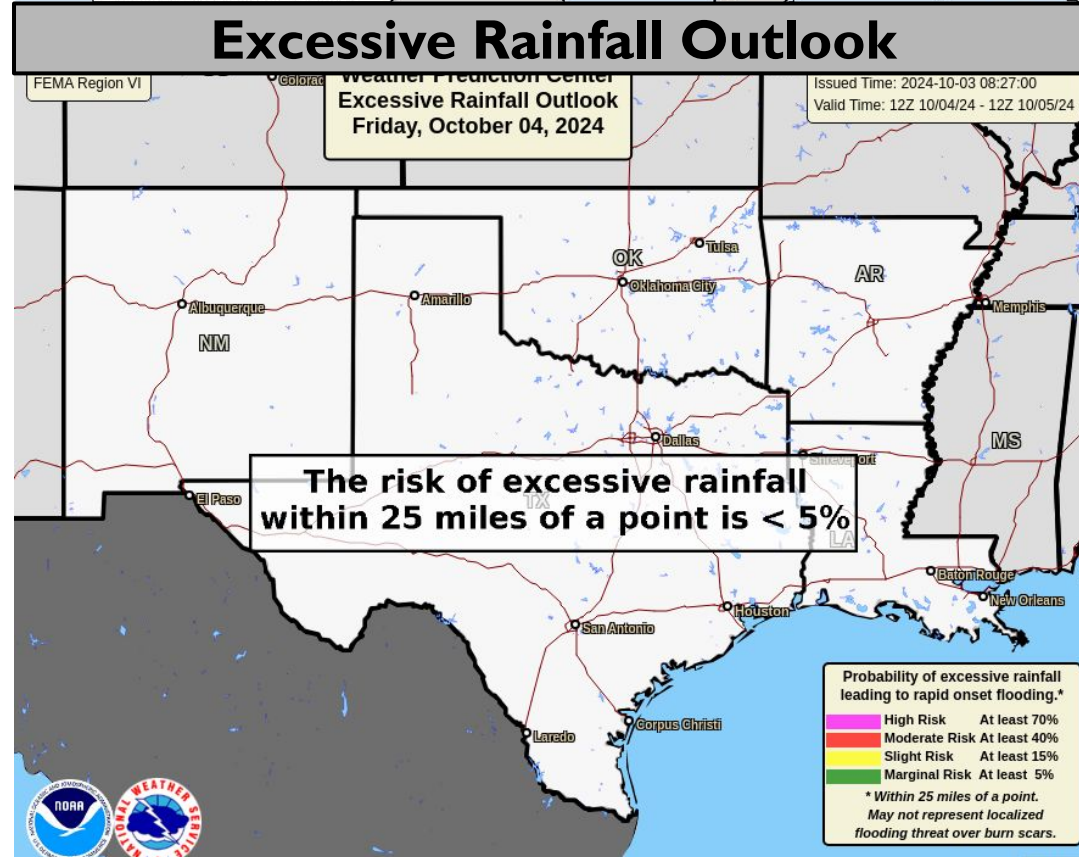 Excessive Rainfall Outlook
FEMA Region VI
Weather Prediction Center
Excessive Rainfall Outlook
Friday, October 04, 2024
Issued Time: 2024-10-03 08:27:00
Valid Time: 12Z 10/04/24 - 12Z 10/05/24
Colorac
Tulsa
OK
Oklahoma City
AR
Amarillo
Albuquerque
Memphis
NM
Dallas
MS
Shreveport
El Paso
The risk of excessive rainfall
within 25 miles of a point is < 5%
TX
LA
Baton Rouge
New Orleans
Houston
San Antonio
Corpus Christi
Laredo
Probability of excessive rainfall
leading to rapid onset flooding.*
High Risk At least 70%
Moderate Risk At least 40%
Slight Risk At least 15%
Marginal Risk At least 5%
* Within 25 miles of a point.
May not represent localized
flooding threat over burn scars.
NOAA
NATIONAL WEATHER SERVICE